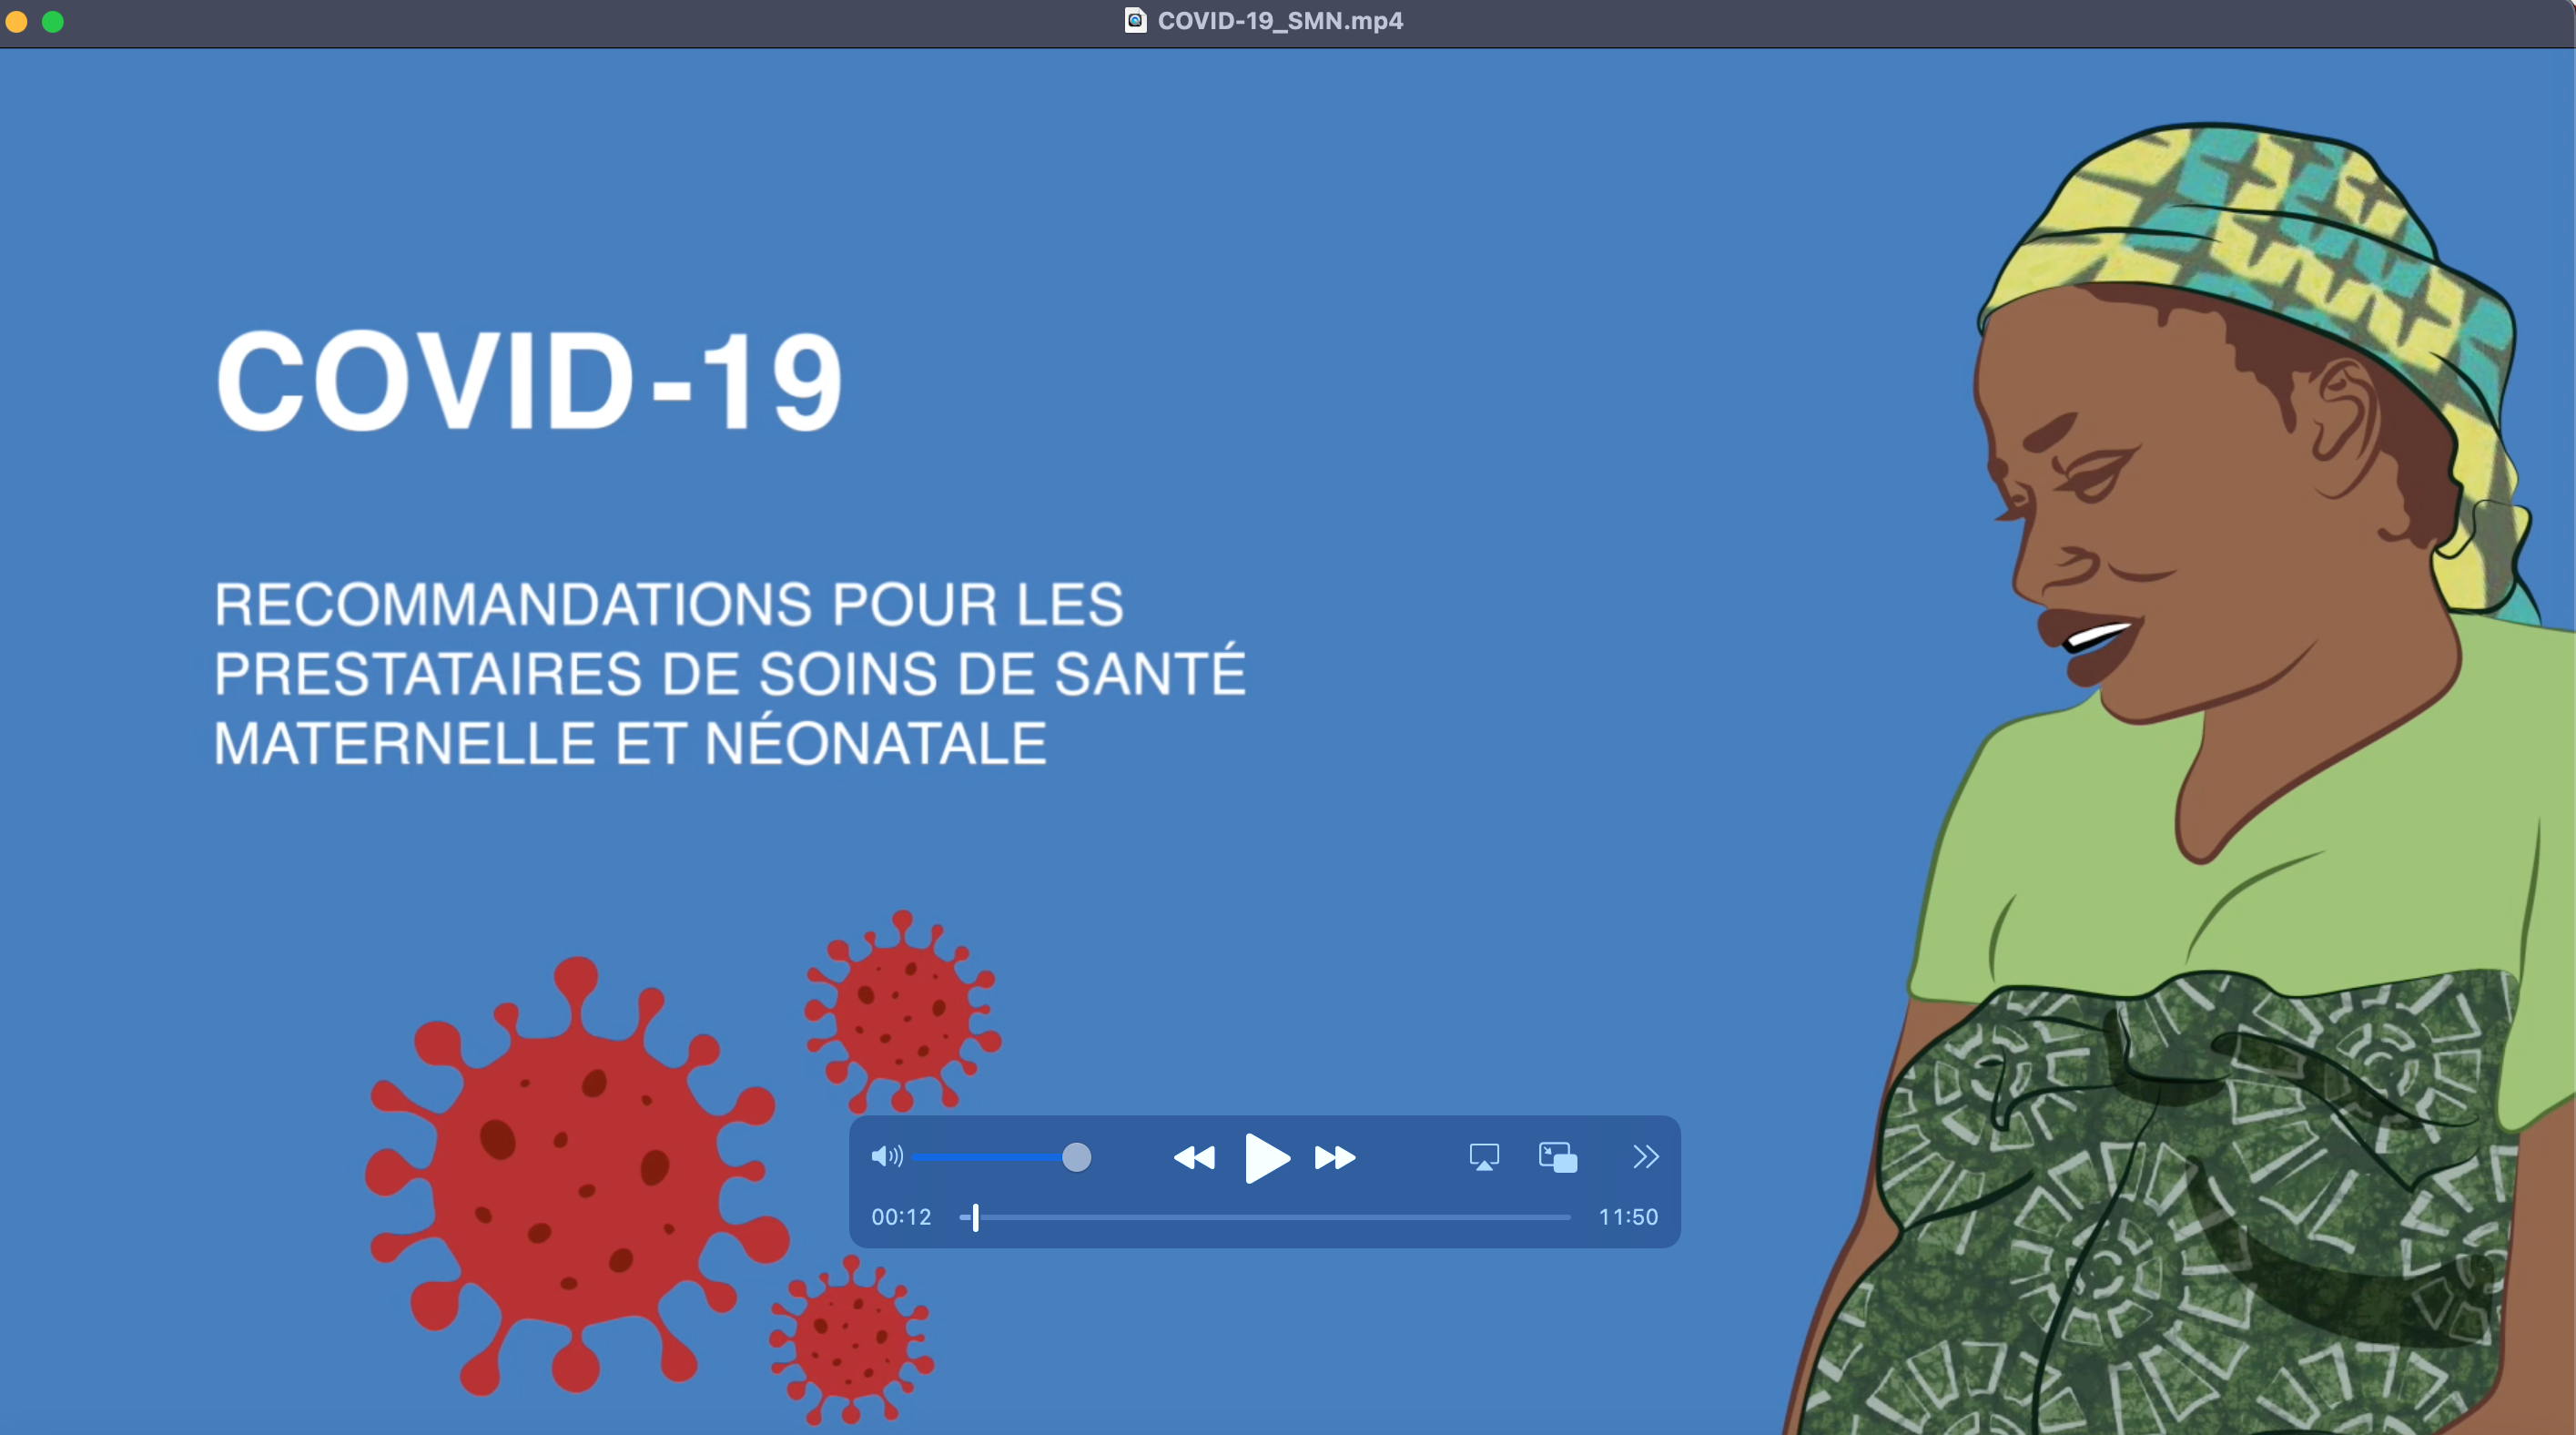 COVID-19_SMN.mp4
COVID-19
RECOMMANDATIONS POUR LES
PRESTATAIRES DE SOINS DE SANTÉ
MATERNELLE ET NÉONATALE
00:12
11:50